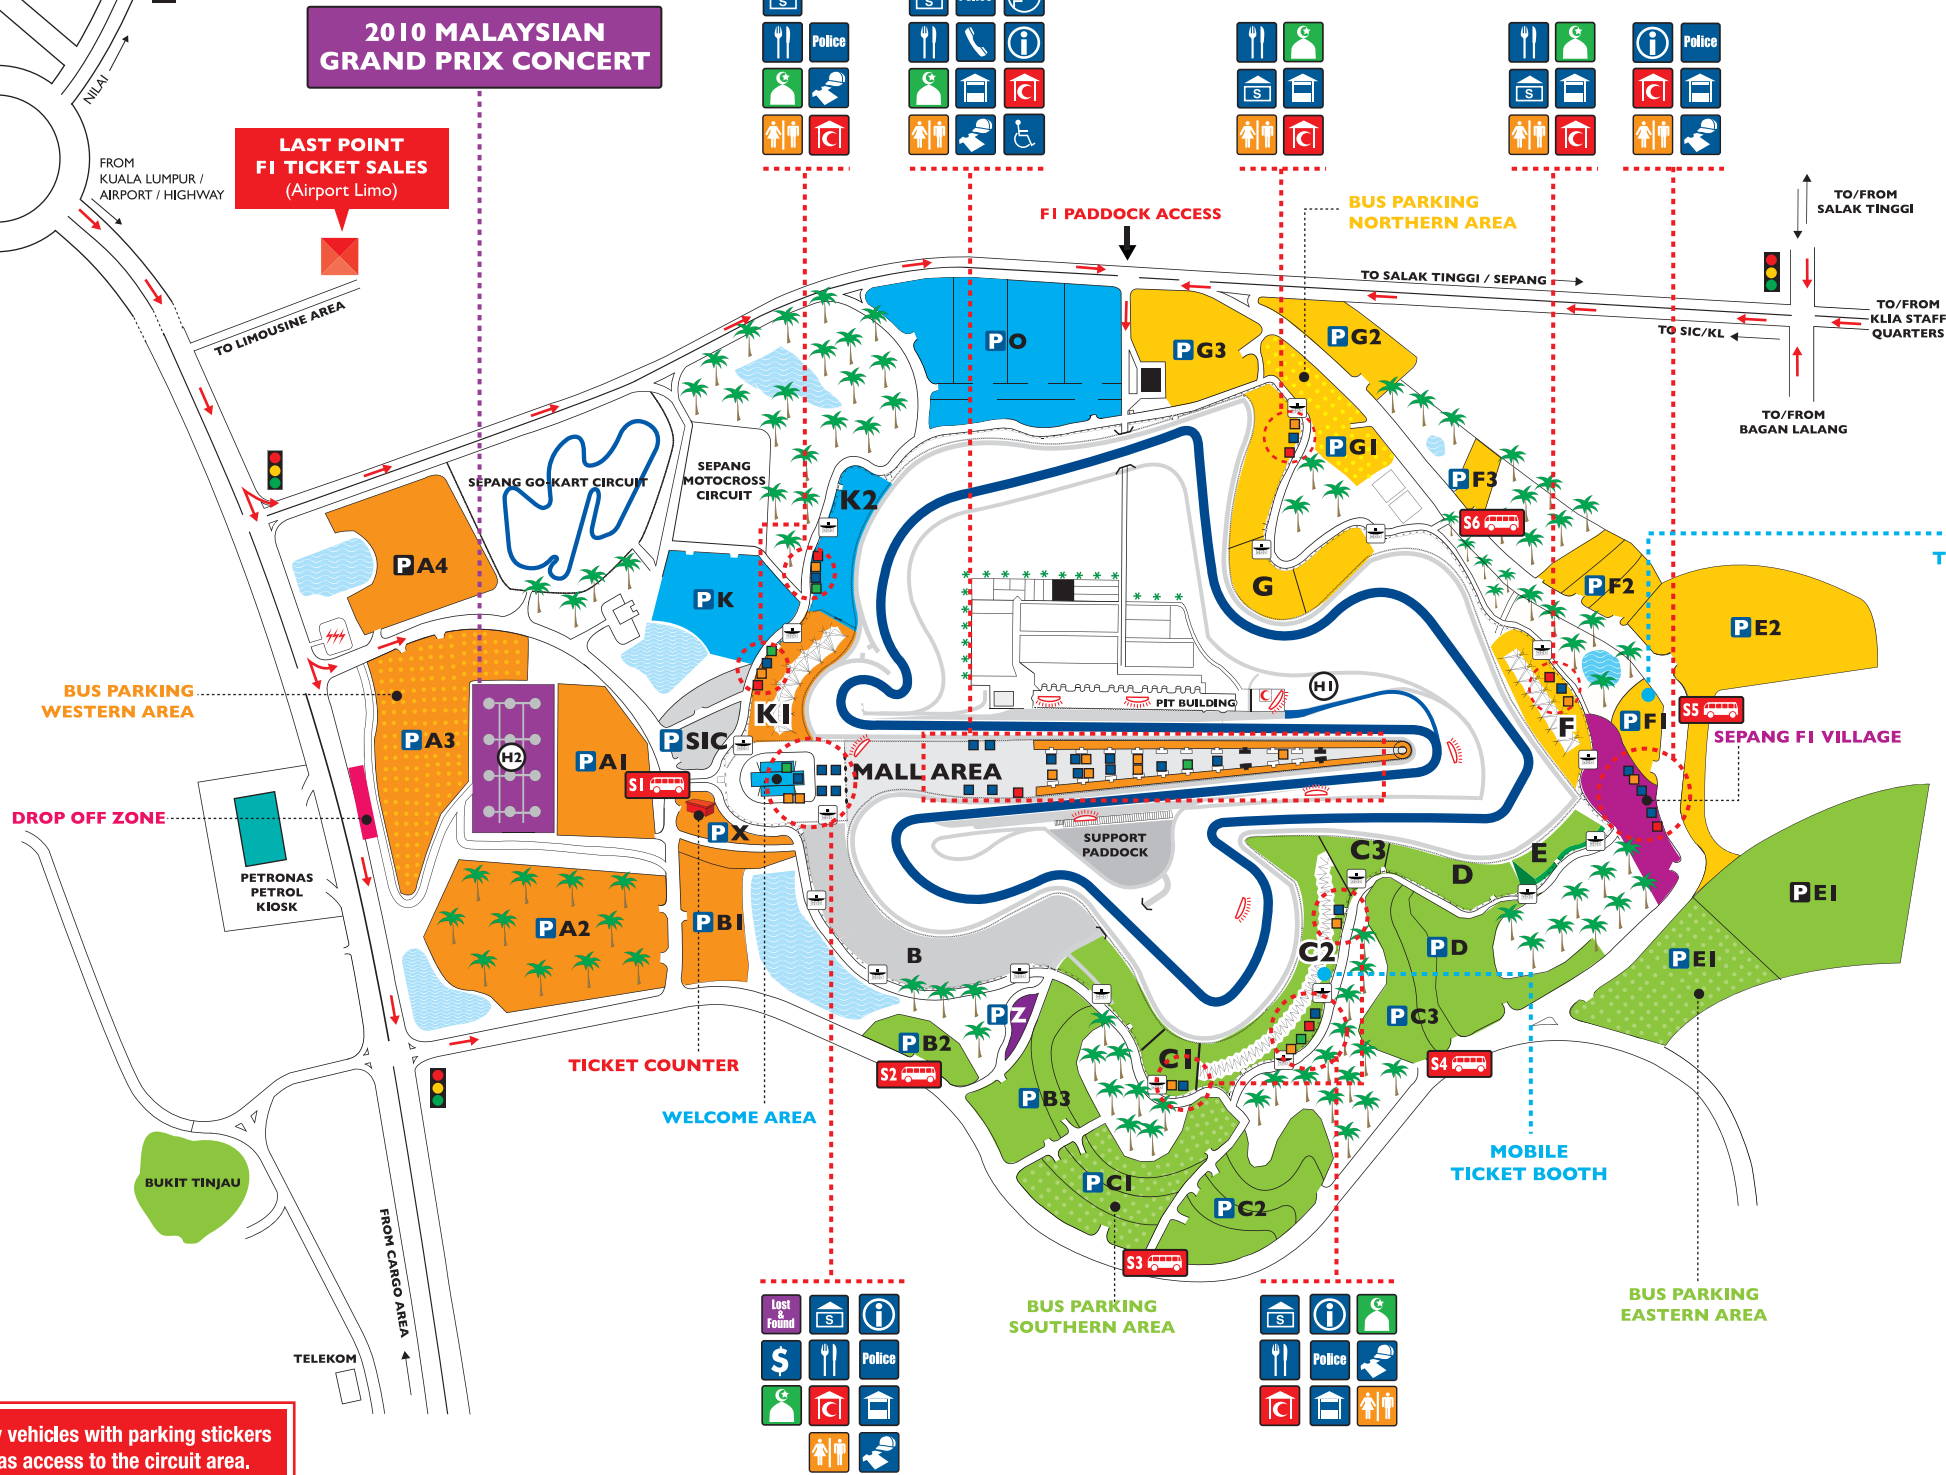 2010 MALAYSIAN
GRAND PRIX CONCERT
NILAI
LAST POINT
F1 TICKET SALES
(Airport Limo)
FROM
KUALA LUMPUR /
AIRPORT / HIGHWAY
S
S
Police
Police
S
S
Police
F1 PADDOCK ACCESS
BUS PARKING
NORTHERN AREA
TO/FROM
SALAK TINGGI
TO SALAK TINGGI / SEPANG
TO/FROM
KLIA STAFF
QUARTERS
TO SIC/KL
TO/FROM
BAGAN LALANG
TO LIMOUSINE AREA
P O
P G3
P G2
P G1
P F3
S6
SEPANG GO-KART CIRCUIT
SEPANG
MOTOCROSS
CIRCUIT
K2
P A4
P K
G
P F2
P E2
T
BUS PARKING
WESTERN AREA
K1
PIT BUILDING
H1
F
P F1
S5
SEPANG F1 VILLAGE
P A3
H2
P A1
P SIC
S1
MALL AREA
DROP OFF ZONE
P X
SUPPORT
PADDOCK
C3
D
E
PETRONAS
PETROL
KIOSK
P A2
P B1
B
C2
P D
P E1
P E1
P Z
P B2
P C3
C1
S2
S4
TICKET COUNTER
P B3
WELCOME AREA
MOBILE
TICKET BOOTH
BUKIT TINJAU
P C1
P C2
S3
FROM CARGO AREA
BUS PARKING
SOUTHERN AREA
BUS PARKING
EASTERN AREA
TELEKOM
Lost
&
Found
S
$
Police
S
Police
vehicles with parking stickers
as access to the circuit area.